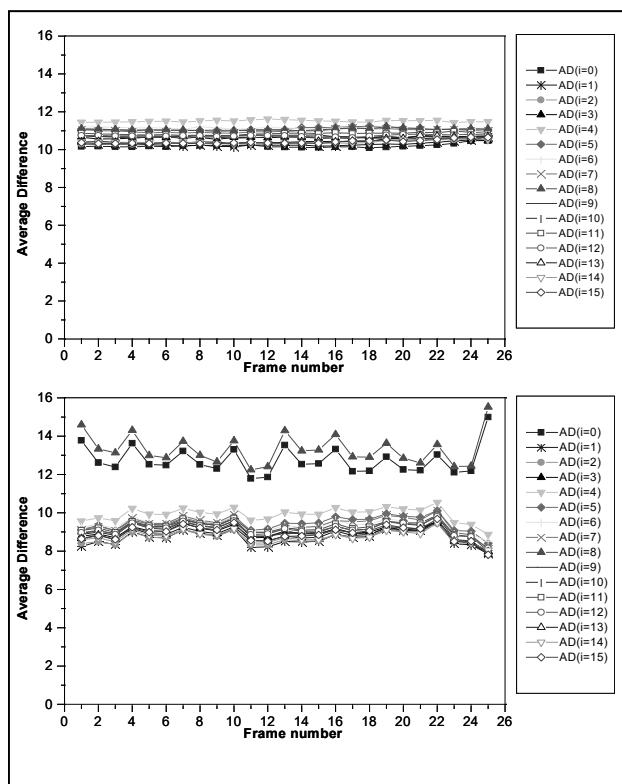 16
14
12
10
8
6
4
2
0
Average Difference
0 2 4 6 8 10 12 14 16 18 20 22 24 26
Frame number
AD(i=0)
AD(i=1)
AD(i=2)
AD(i=3)
AD(i=4)
AD(i=5)
AD(i=6)
AD(i=7)
AD(i=8)
AD(i=9)
AD(i=10)
AD(i=11)
AD(i=12)
AD(i=13)
AD(i=14)
AD(i=15)
16
14
12
10
8
6
4
2
0
Average Difference
0 2 4 6 8 10 12 14 16 18 20 22 24 26
Frame number
AD(i=0)
AD(i=1)
AD(i=2)
AD(i=3)
AD(i=4)
AD(i=5)
AD(i=6)
AD(i=7)
AD(i=8)
AD(i=9)
AD(i=10)
AD(i=11)
AD(i=12)
AD(i=13)
AD(i=14)
AD(i=15)